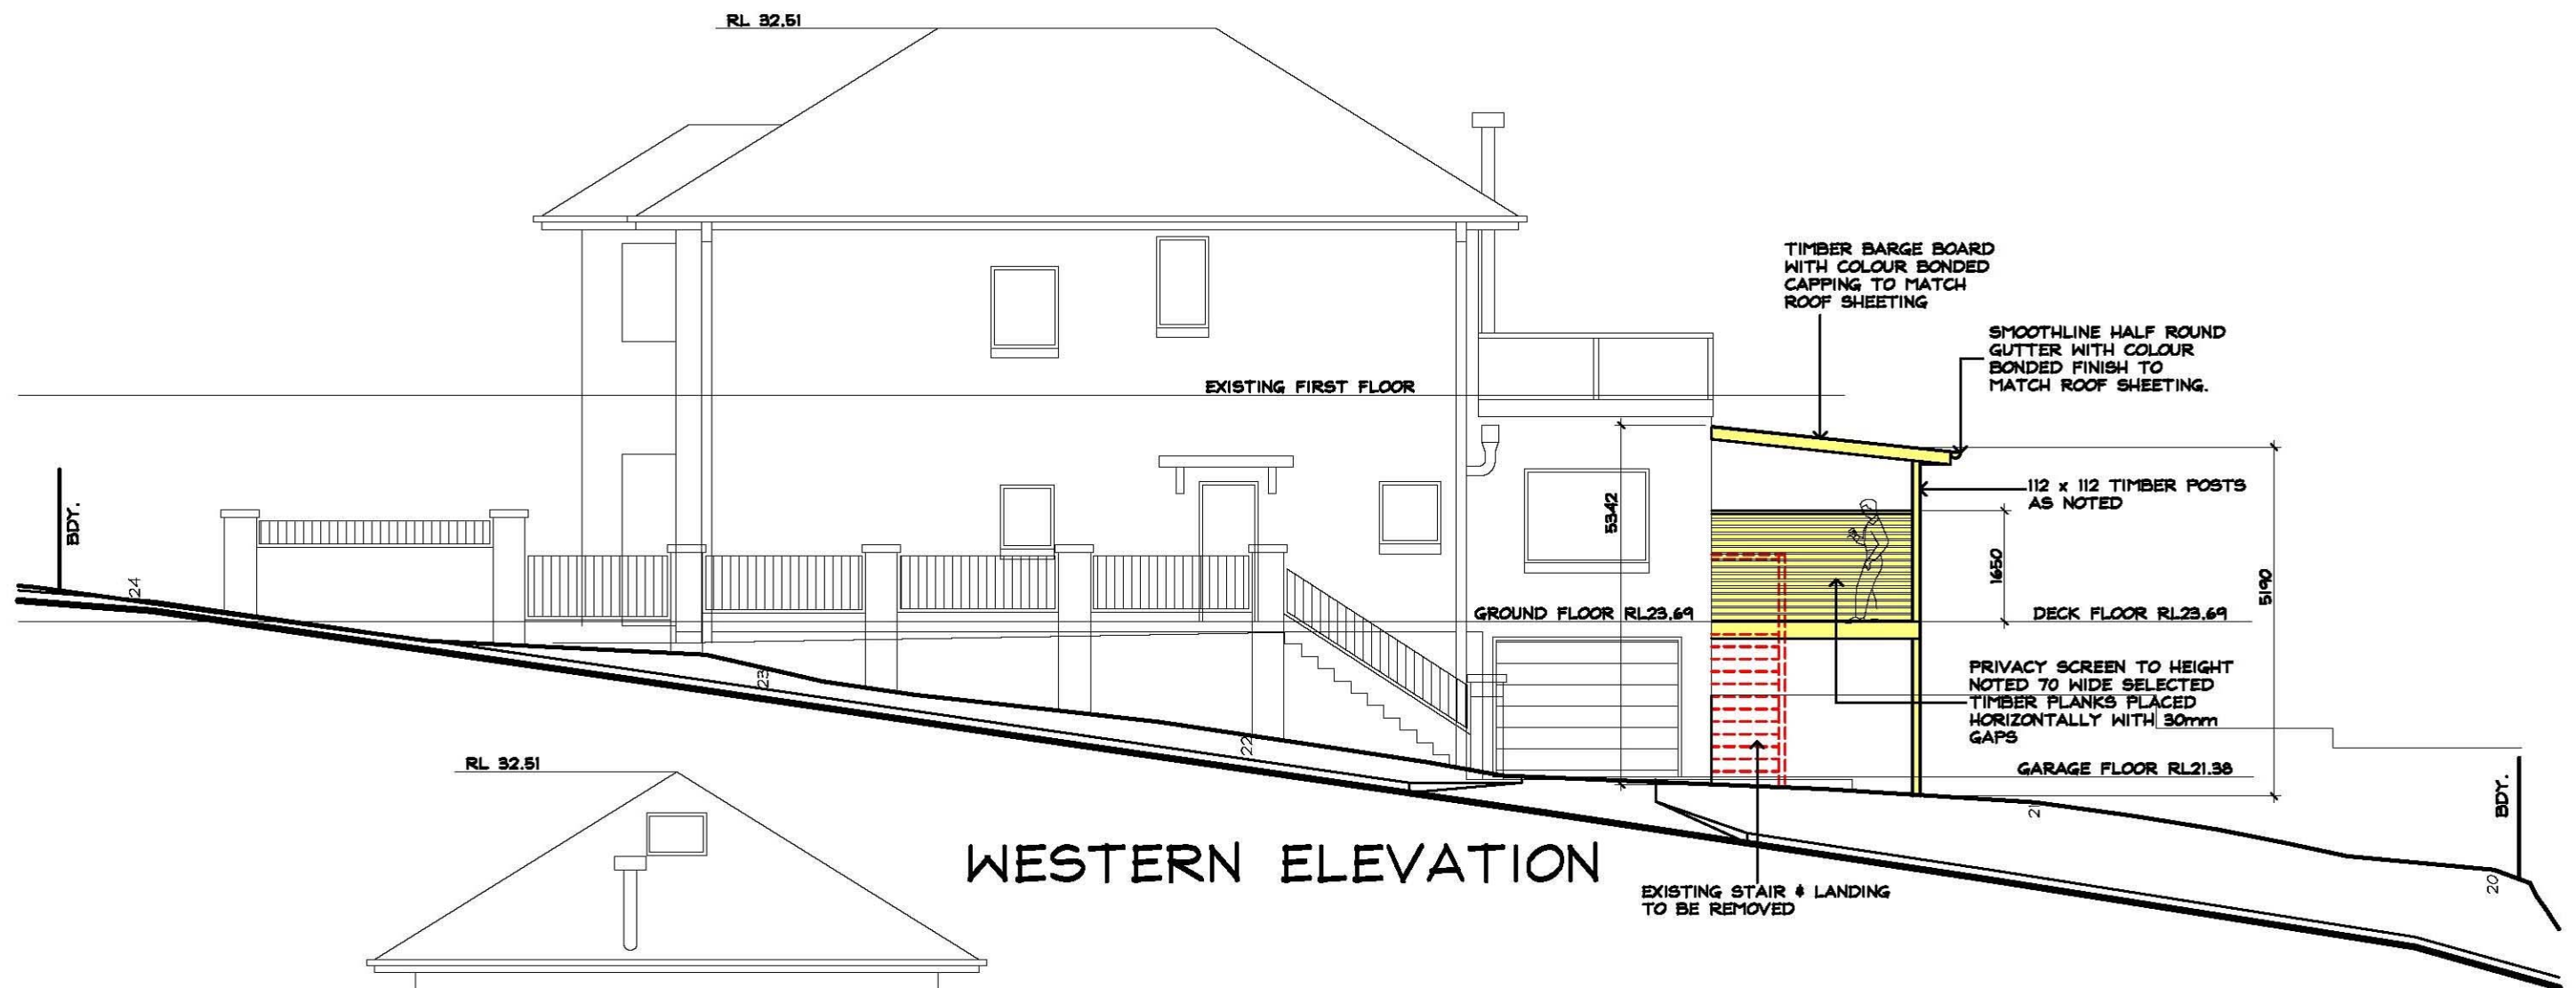 RL 32.51
TIMBER BARGE BOARD
WITH COLOUR BONDED
CAPPING TO MATCH
ROOF SHEETING
SMOOTHLINE HALF ROUND
GUTTER WITH COLOUR
BONDED FINISH TO
MATCH ROOF SHEETING.
EXISTING FIRST FLOOR
112 x 112 TIMBER POSTS
AS NOTED
BDY.
5342
1650
5190
24
GROUND FLOOR RL23.69
DECK FLOOR RL23.69
23
PRIVACY SCREEN TO HEIGHT
NOTED 70 WIDE SELECTED
TIMBER PLANKS PLACED
HORIZONTALLY WITH 30mm
GAPS
22
RL 32.51
GARAGE FLOOR RL21.38
BDY.
21
WESTERN ELEVATION
20
EXISTING STAIR & LANDING
TO BE REMOVED